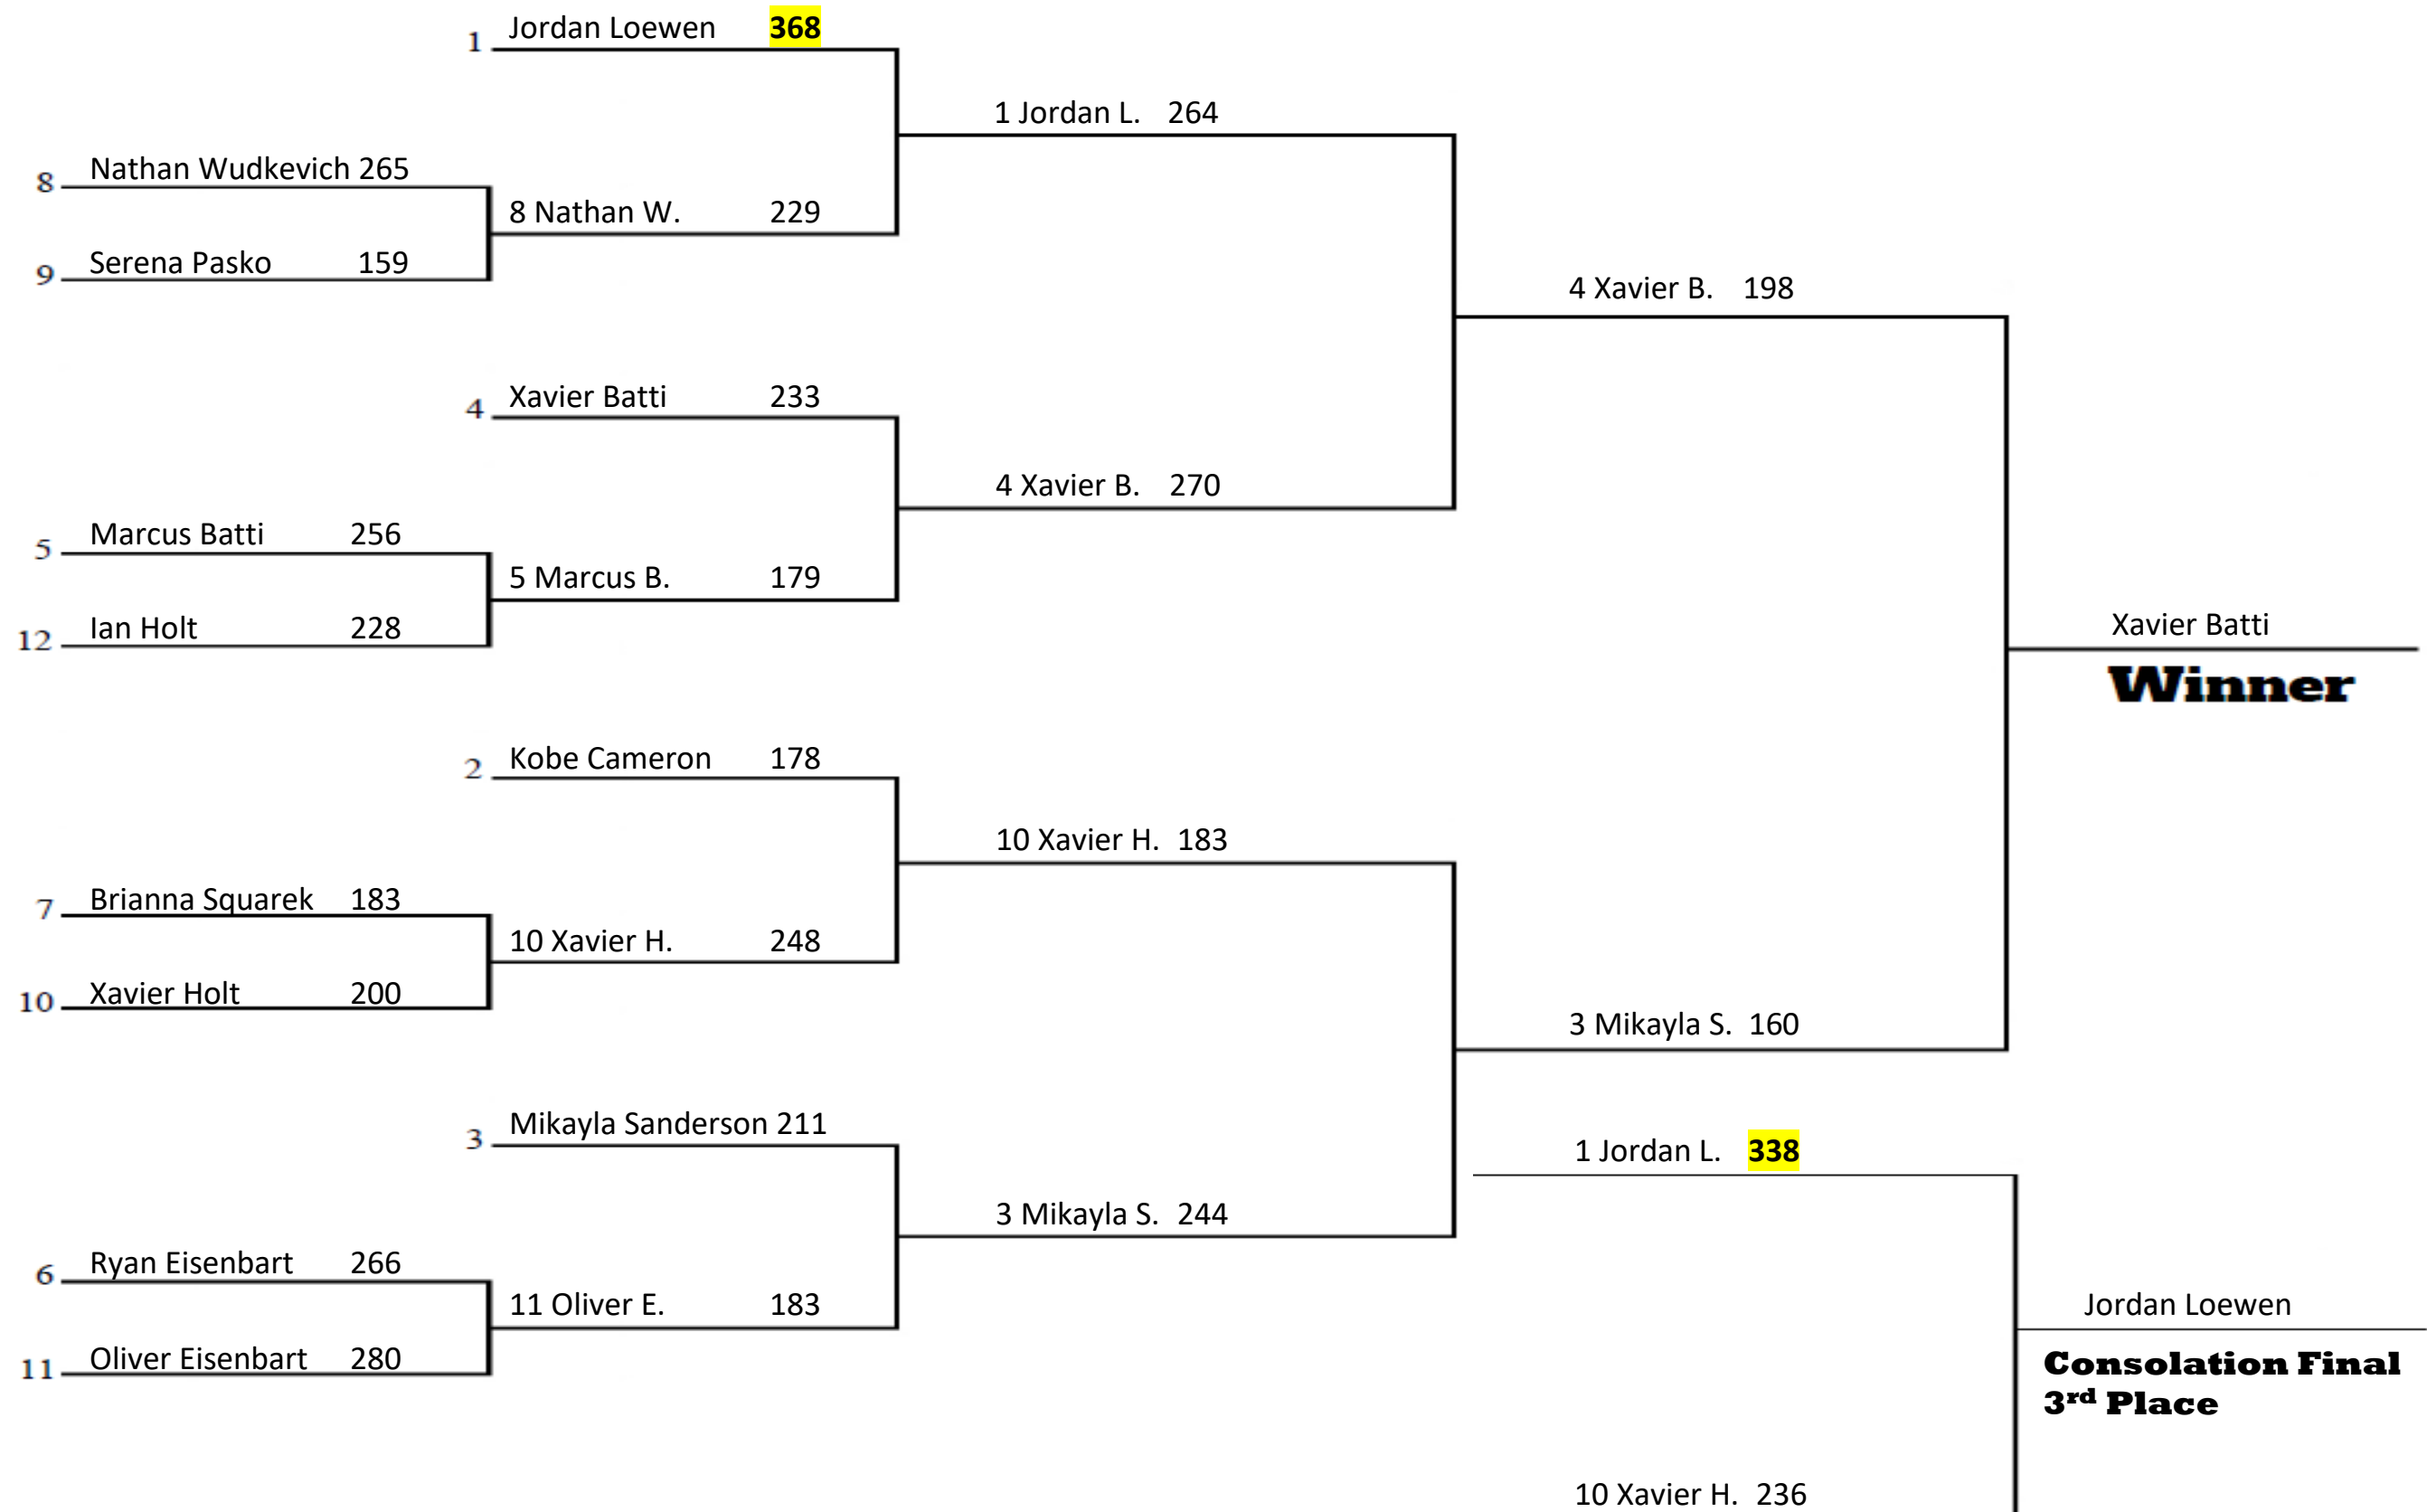 1 Jordan Loewen 368
1 Jordan L. 264
8 Nathan Wudkevich 265
8 Nathan W. 229
9 Serena Pasko 159
4 Xavier B. 198
4 Xavier Batti 233
4 Xavier B. 270
5 Marcus Batti 256
5 Marcus B. 179
12 Ian Holt 228
Xavier Batti
Winner
2 Kobe Cameron 178
10 Xavier H. 183
7 Brianna Squarek 183
10 Xavier H. 248
10 Xavier Holt 200
3 Mikayla S. 160
3 Mikayla Sanderson 211
1 Jordan L. 338
3 Mikayla S. 244
6 Ryan Eisenbart 266
11 Oliver E. 183
11 Oliver Eisenbart 280
Jordan Loewen
Consolation Final
3rd Place
10 Xavier H. 236